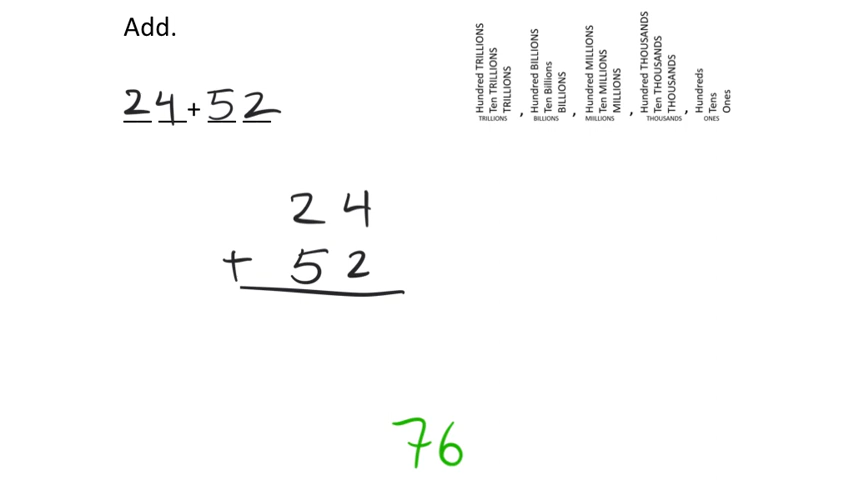 Add.
24+52
Hundred TRILLIONS
Ten TRILLIONS
TRILLIONS
TRILLIONS
,
Hundred BILLIONS
Ten Billions
BILLIONS
BILLIONS
,
Hundred MILLIONS
Ten MILLIONS
MILLIONS
MILLIONS
,
Hundred THOUSANDS
Ten THOUSANDS
THOUSANDS
THOUSANDS
,
Hundreds
Tens
Ones
ONES
24
+ 52
76